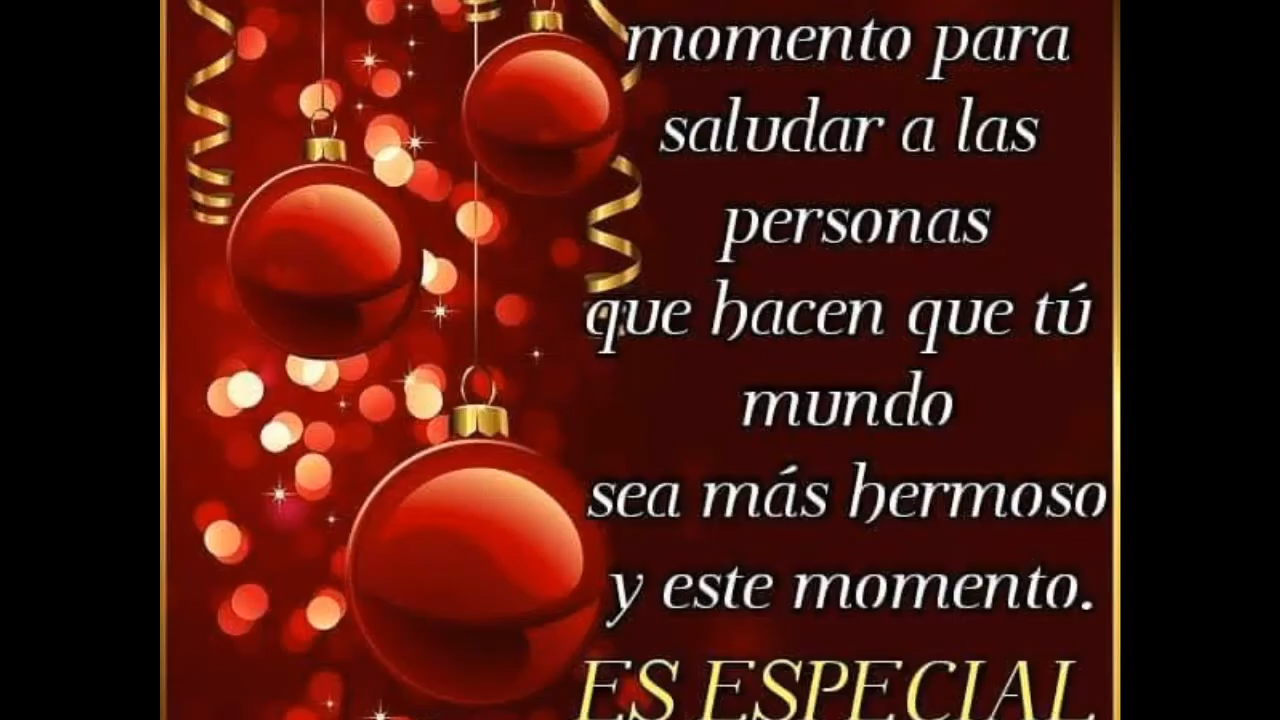 momento para
saludar a las
personas
que hacen que tú
mundo
sea más hermoso
y este momento.
ES ESPECIAL